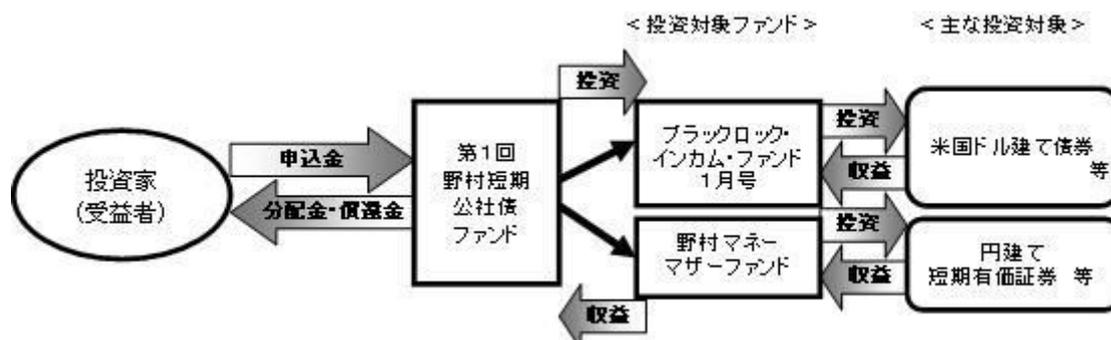 <投資対象ファンド>
<主な投資対象>
投資
ブラックロック・
インカム・ファンド
1月号
投資
収益
米国ドル建て債券
等
投資家
(受益者)
申込金
分配金・償還金
第1回
野村短期
公社債
ファンド
野村マネー
マザーファンド
投資
収益
円建て
短期有価証券 等
収益